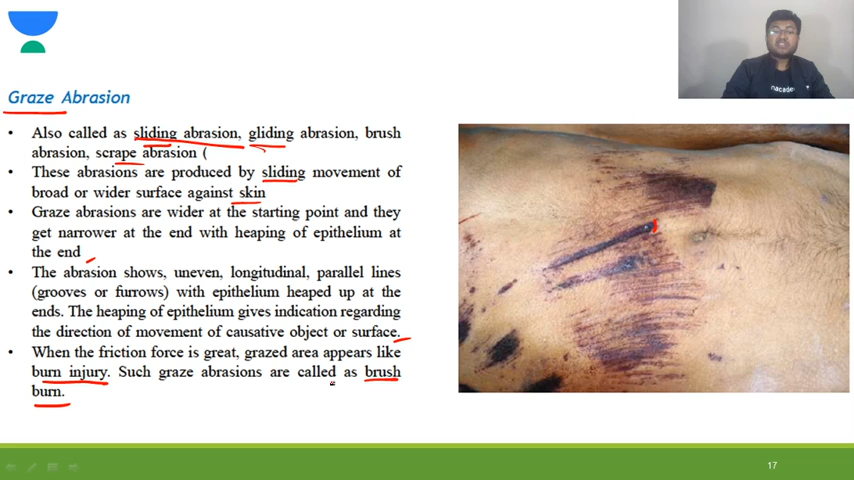 Graze Abrasion
• Also called as sliding abrasion, gliding abrasion, brush
abrasion, scrape abrasion (
• These abrasions are produced by sliding movement of
broad or wider surface against skin
• Graze abrasions are wider at the starting point and they
get narrower at the end with heaping of epithelium at
the end
• The abrasion shows, uneven, longitudinal, parallel lines
(grooves or furrows) with epithelium heaped up at the
ends. The heaping of epithelium gives indication regarding
the direction of movement of causative object or surface.
• When the friction force is great, grazed area appears like
burn injury. Such graze abrasions are called as brush
burn.
17